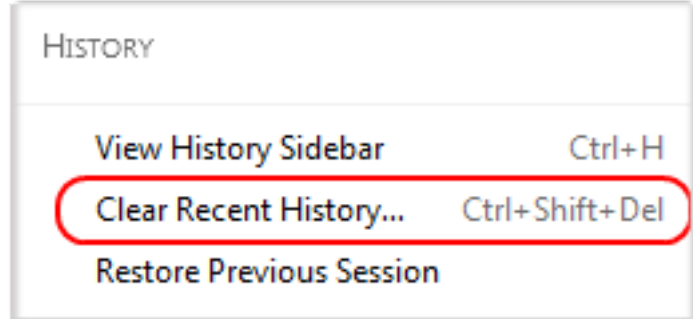 HISTORY
View History Sidebar Ctrl+H
Clear Recent History... Ctrl+Shift+Del
Restore Previous Session